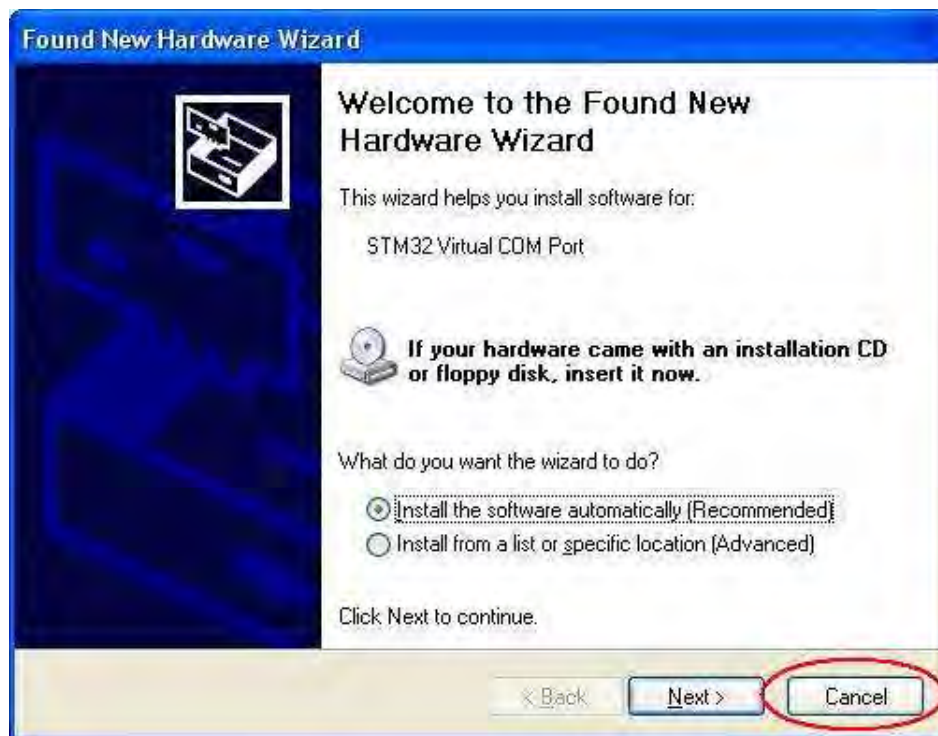 Found New Hardware Wizard
Welcome to the Found New
Hardware Wizard
This wizard helps you install software for:
STM32 Virtual COM Port
If your hardware came with an installation CD
or floppy disk, insert it now.
What do you want the wizard to do?
Install the software automatically (Recommended)
Install from a list or specific location (Advanced)
Click Next to continue.
< Back Next > Cancel